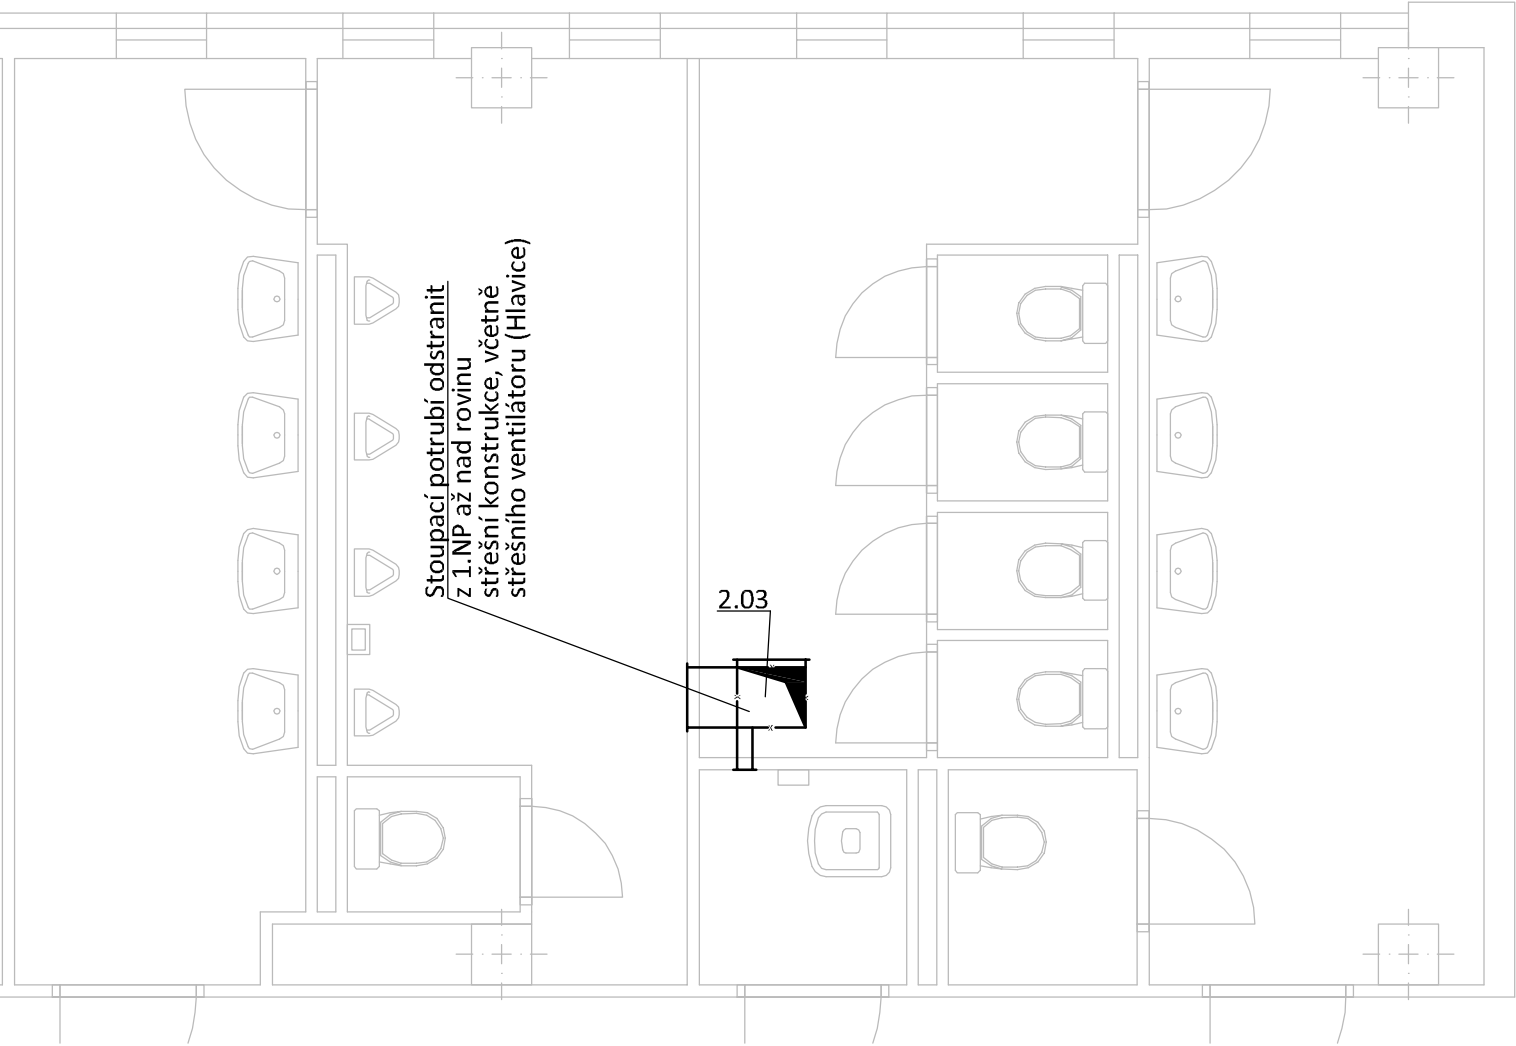 Stoupací potrubí odstranit
z 1.NP až nad rovinu
střešní konstrukce, včetně
střešního ventilátoru (Hlavice)
2.03